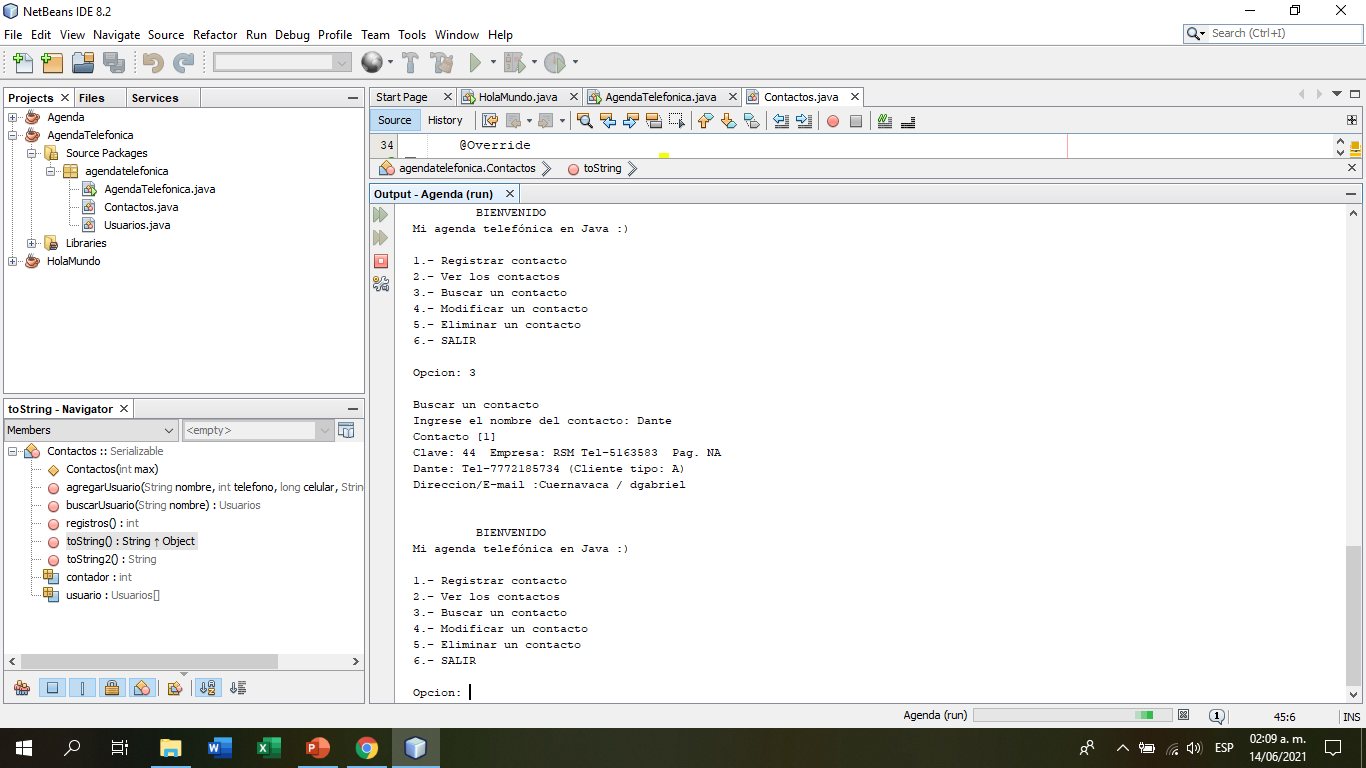 NetBeans IDE 8.2
File Edit View Navigate Source Refactor Run Debug Profile Team Tools Window Help
Search (Ctrl+I)
Projects Files Services
Agenda
AgendaTelefonica
Source Packages
agendatelefonica
AgendaTelefonica.java
Contactos.java
Usuarios.java
Libraries
HolaMundo
toString - Navigator
Members <empty>
Contactos :: Serializable
Contactos(int max)
agregarUsuario(String nombre, int telefono, long celular, Strin
buscarUsuario(String nombre) : Usuarios
registros() : int
toString() : String ↑ Object
toString2() : String
contador : int
usuario : Usuarios[]
Start Page HolaMundo.java AgendaTelefonica.java Contactos.java
Source History
34 @Override
agendatelefonica.Contactos toString
Output - Agenda (run)
BIENVENIDO
Mi agenda telefónica en Java :)
1.- Registrar contacto
2.- Ver los contactos
3.- Buscar un contacto
4.- Modificar un contacto
5.- Eliminar un contacto
6.- SALIR
Opcion: 3
Buscar un contacto
Ingrese el nombre del contacto: Dante
Contacto [1]
Clave: 44 Empresa: RSM Tel-5163583 Pag. NA
Dante: Tel-7772185734 (Cliente tipo: A)
Direccion/E-mail :Cuernavaca / dgabriel
BIENVENIDO
Mi agenda telefónica en Java :)
1.- Registrar contacto
2.- Ver los contactos
3.- Buscar un contacto
4.- Modificar un contacto
5.- Eliminar un contacto
6.- SALIR
Opcion:
Agenda (run) 1 45:6 INS
ESP
02:09 a. m.
14/06/2021